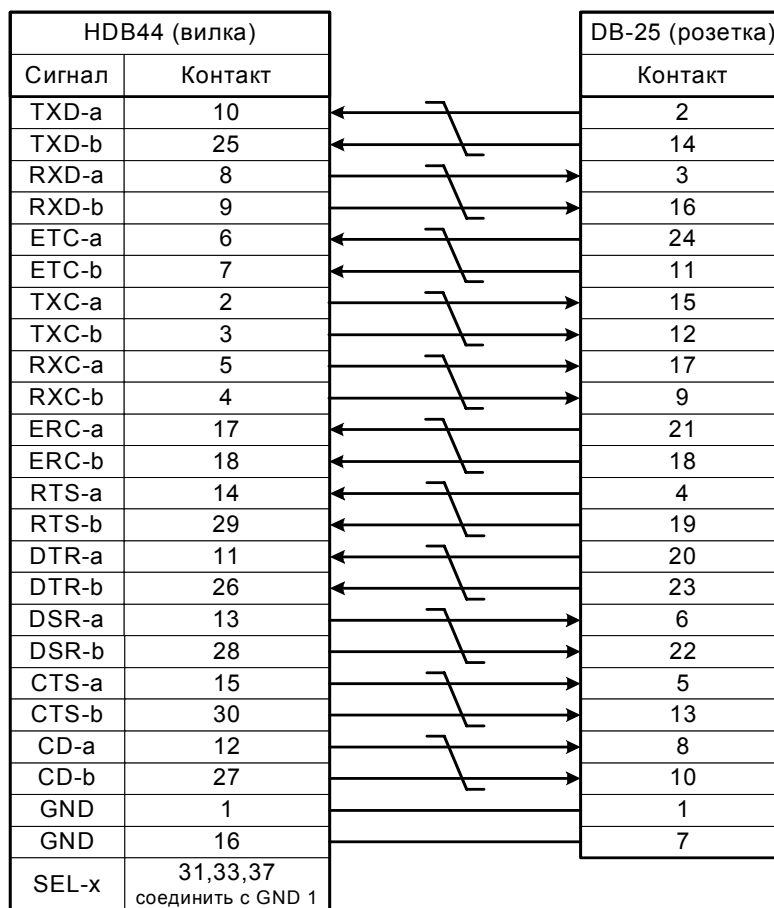 HDB44 (вилка) DB-25 (розетка)
Сигнал Контакт Контакт
TXD-a 10 2
TXD-b 25 14
RXD-a 8 3
RXD-b 9 16
ETC-a 6 24
ETC-b 7 11
TXC-a 2 15
TXC-b 3 12
RXC-a 5 17
RXC-b 4 9
ERC-a 17 21
ERC-b 18 18
RTS-a 14 4
RTS-b 29 19
DTR-a 11 20
DTR-b 26 23
DSR-a 13 6
DSR-b 28 22
CTS-a 15 5
CTS-b 30 13
CD-a 12 8
CD-b 27 10
GND 1 1
GND 16 7
SEL-x 31,33,37
соединить с GND 1